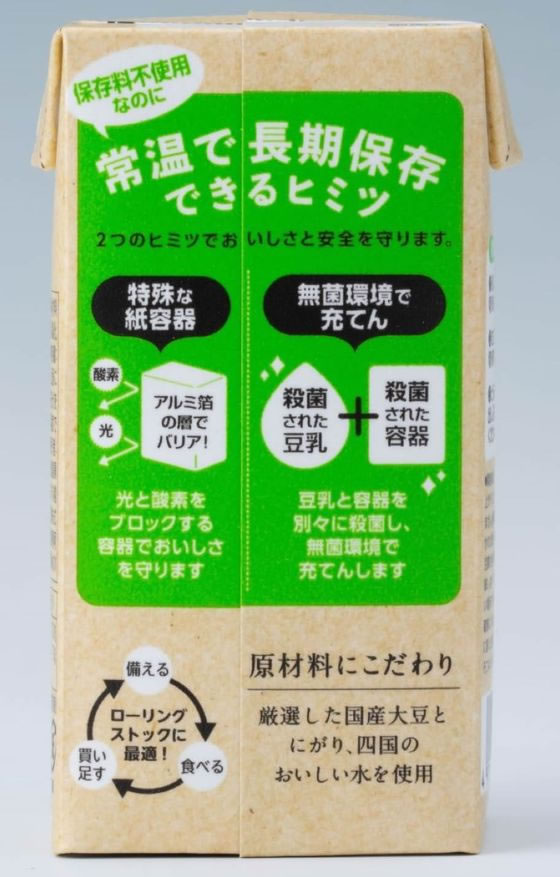 保存料不使用
なのに
常温で長期保存
できるヒミツ
2つのヒミツでおいしさと安全を守ります。
特殊な
紙容器
酸素
光
アルミ箔
の層で
バリア!
光と酸素を
ブロックする
容器でおいしさ
を守ります
無菌環境で
充てん
殺菌
された
豆乳
+
殺菌
された
容器
豆乳と容器を
別々に殺菌し、
無菌環境で
充てんします
備える
ローリング
ストックに
最適!
買い
足す
食べる
原材料にこだわり
厳選した国産大豆と
にがり、四国の
おいしい水を使用